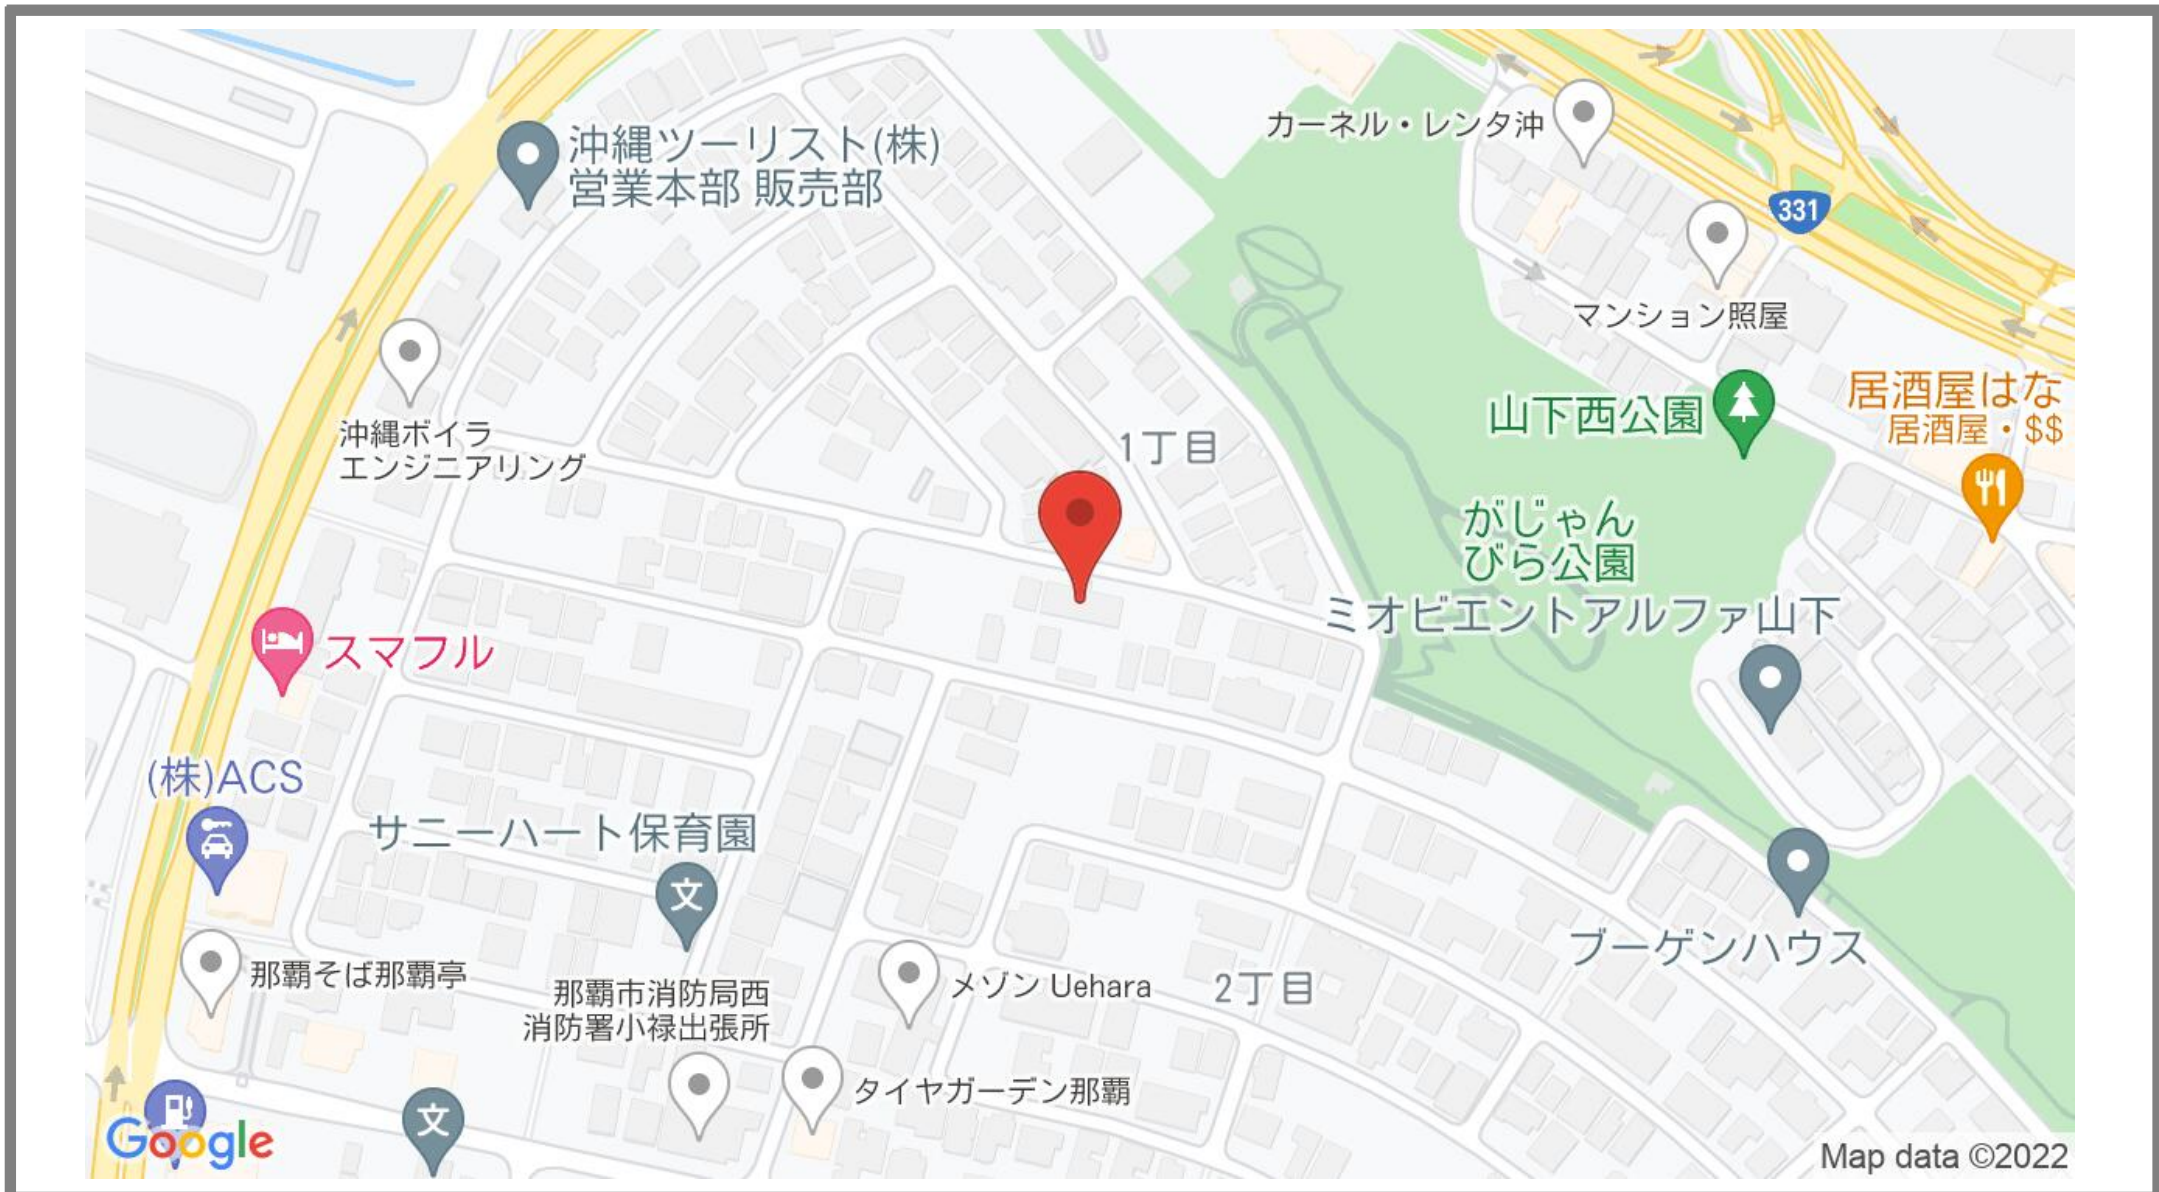 沖縄ツーリスト(株)
営業本部 販売部
カーネル・レンタ沖
331
マンション照屋
沖縄ボイラ
エンジニアリング
1丁目
山下西公園
居酒屋はな
居酒屋・$$
がじゃん
びら公園
ミオビエントアルファ山下
スマフル
(株)ACS
サニーハート保育園
文
ブーゲンハウス
那覇そば那覇亭
那覇市消防局西
消防署小禄出張所
メゾン Uehara
2丁目
タイヤガーデン那覇
文
Google
Map data ©2022